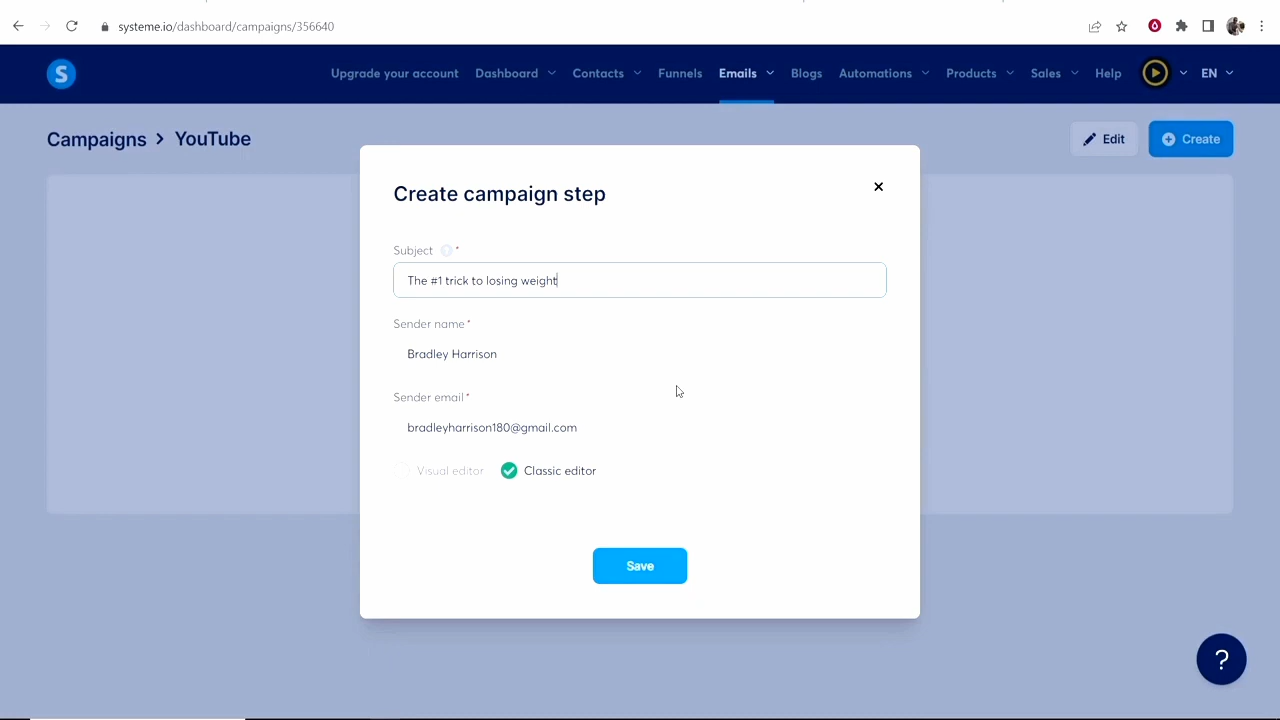 systeme.io/dashboard/campaigns/356640
S
Upgrade your account Dashboard Contacts Funnels Emails Blogs Automations Products Sales Help EN
Campaigns > YouTube
Edit
Create
Create campaign step
Subject ? *
The #1 trick to losing weight
Sender name*
Bradley Harrison
Sender email*
bradleyharrison180@gmail.com
Visual editor Classic editor
Save
?